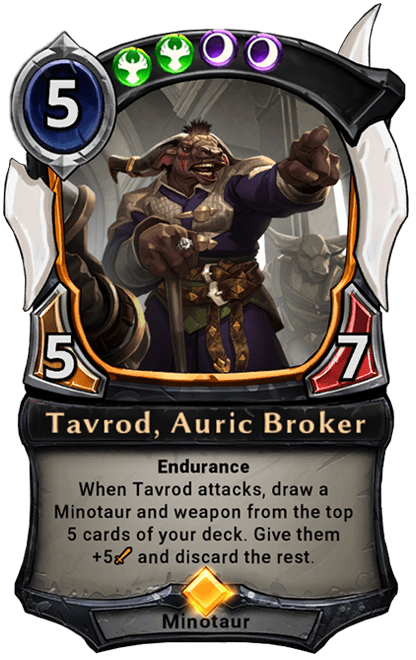 5
5
7
Tavrod, Auric Broker
Endurance
When Tavrod attacks, draw a
Minotaur and weapon from the top
5 cards of your deck. Give them
+5 and discard the rest.
Minotaur